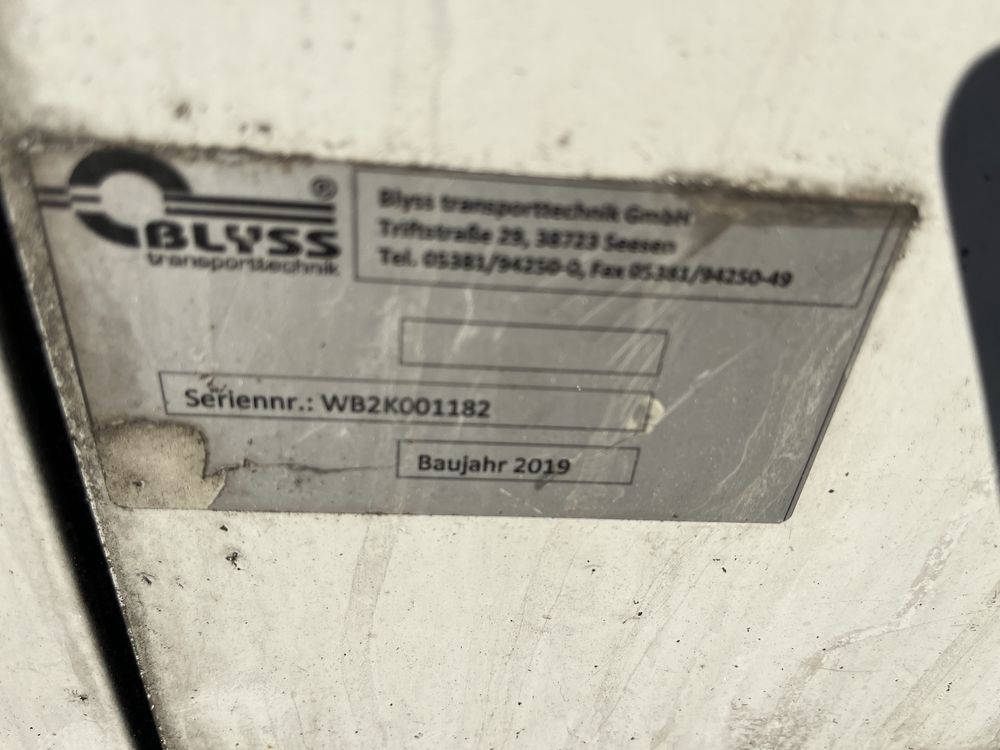 ®
BLYSS
transporttechnik
Blyss transporttechnik GmbH
Triftstraße 29, 38723 Seesen
Tel. 05381/94250-0, Fax 05381/94250-49
Seriennr.: WB2K001182
Baujahr 2019